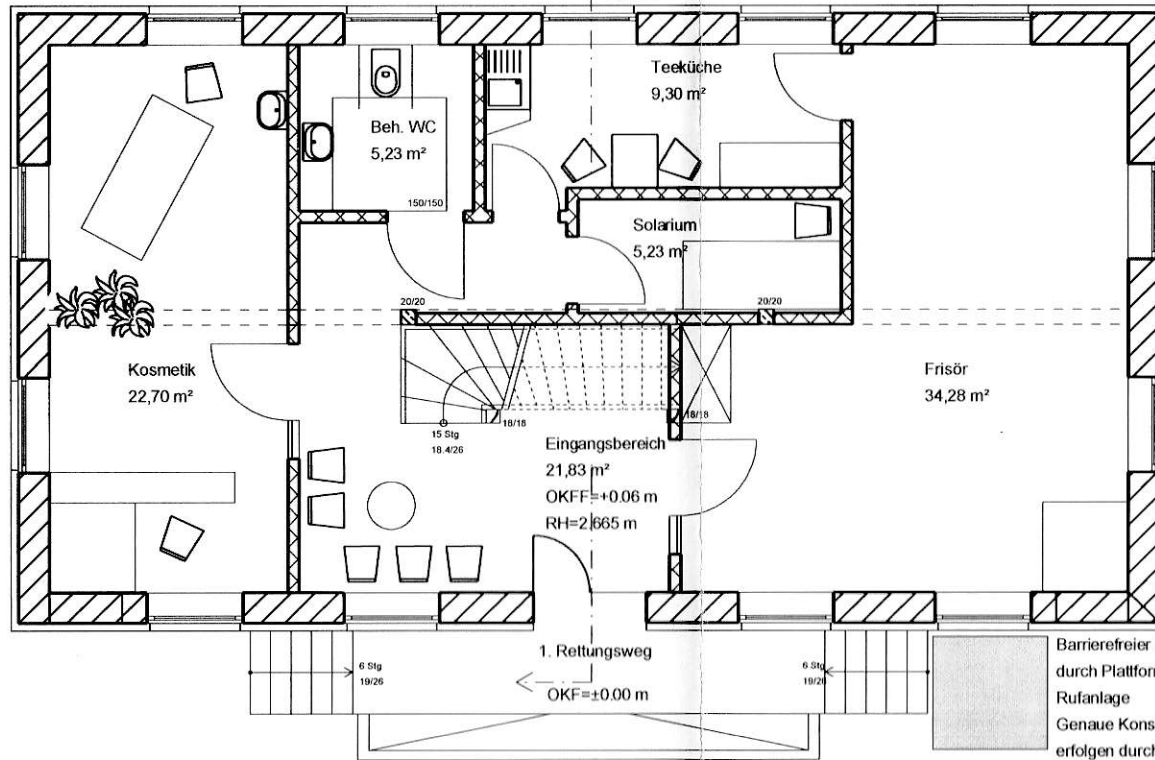 Teeküche
9,30 m²
Beh. WC
5,23 m²
150/150
Solarium
5,23 m²
20/20
20/20
Kosmetik
22,70 m²
Frisör
34,28 m²
15 Stg
18.4/26
18/18
18/18
Eingangsbereich
21,83 m²
OKFF=+0.06 m
RH=2.665 m
1. Rettungsweg
OKF=±0.00 m
6 Stg
19/26
6 Stg
19/20
Barrierefreier
durch Plattfor
Rufanlage
Genaue Kons
erfolgen durch